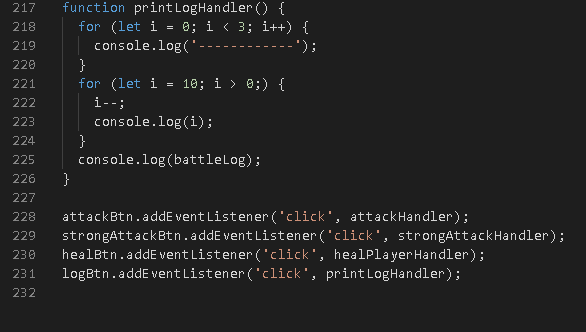 217 function printLogHandler() {
218   for (let i = 0; i < 3; i++) {
219     console.log('------------');
220   }
221   for (let i = 10; i > 0;) {
222     i--;
223     console.log(i);
224   }
225   console.log(battleLog);
226 }
227
228 attackBtn.addEventListener('click', attackHandler);
229 strongAttackBtn.addEventListener('click', strongAttackHandler);
230 healBtn.addEventListener('click', healPlayerHandler);
231 logBtn.addEventListener('click', printLogHandler);
232